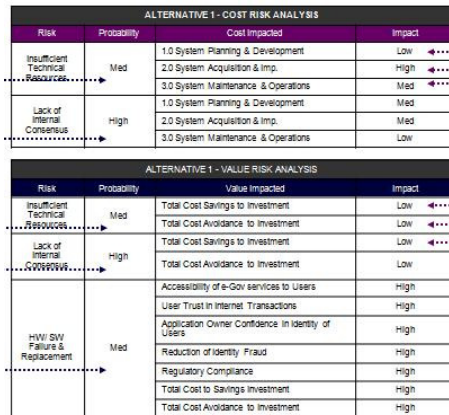 ALTERNATIVE 1 - COST RISK ANALYSIS
Risk Probability Cost Impacted Impact
Insufficient
Technical
Resources
Med
1.0 System Planning & Development Low
2.0 System Acquisition & Imp. High
3.0 System Maintenance & Operations Med
Lack of
Internal
Consensus
High
1.0 System Planning & Development Med
2.0 System Acquisition & Imp. Med
3.0 System Maintenance & Operations Low
ALTERNATIVE 1 - VALUE RISK ANALYSIS
Risk Probability Value Impacted Impact
Insufficient
Technical
Resources
Med
Total Cost Savings to Investment Low
Total Cost Avoidance to Investment Low
Lack of
Internal
Consensus
High
Total Cost Savings to Investment Low
Total Cost Avoidance to Investment Low
HW/ SW
Failure &
Replacement
Med
Accessibility of e-Gov services to Users High
User Trust in Internet Transactions High
Application Owner Confidence in Identity of
Users
High
Reduction of Identity Fraud High
Regulatory Compliance High
Total Cost to Savings Investment High
Total Cost Avoidance to Investment High